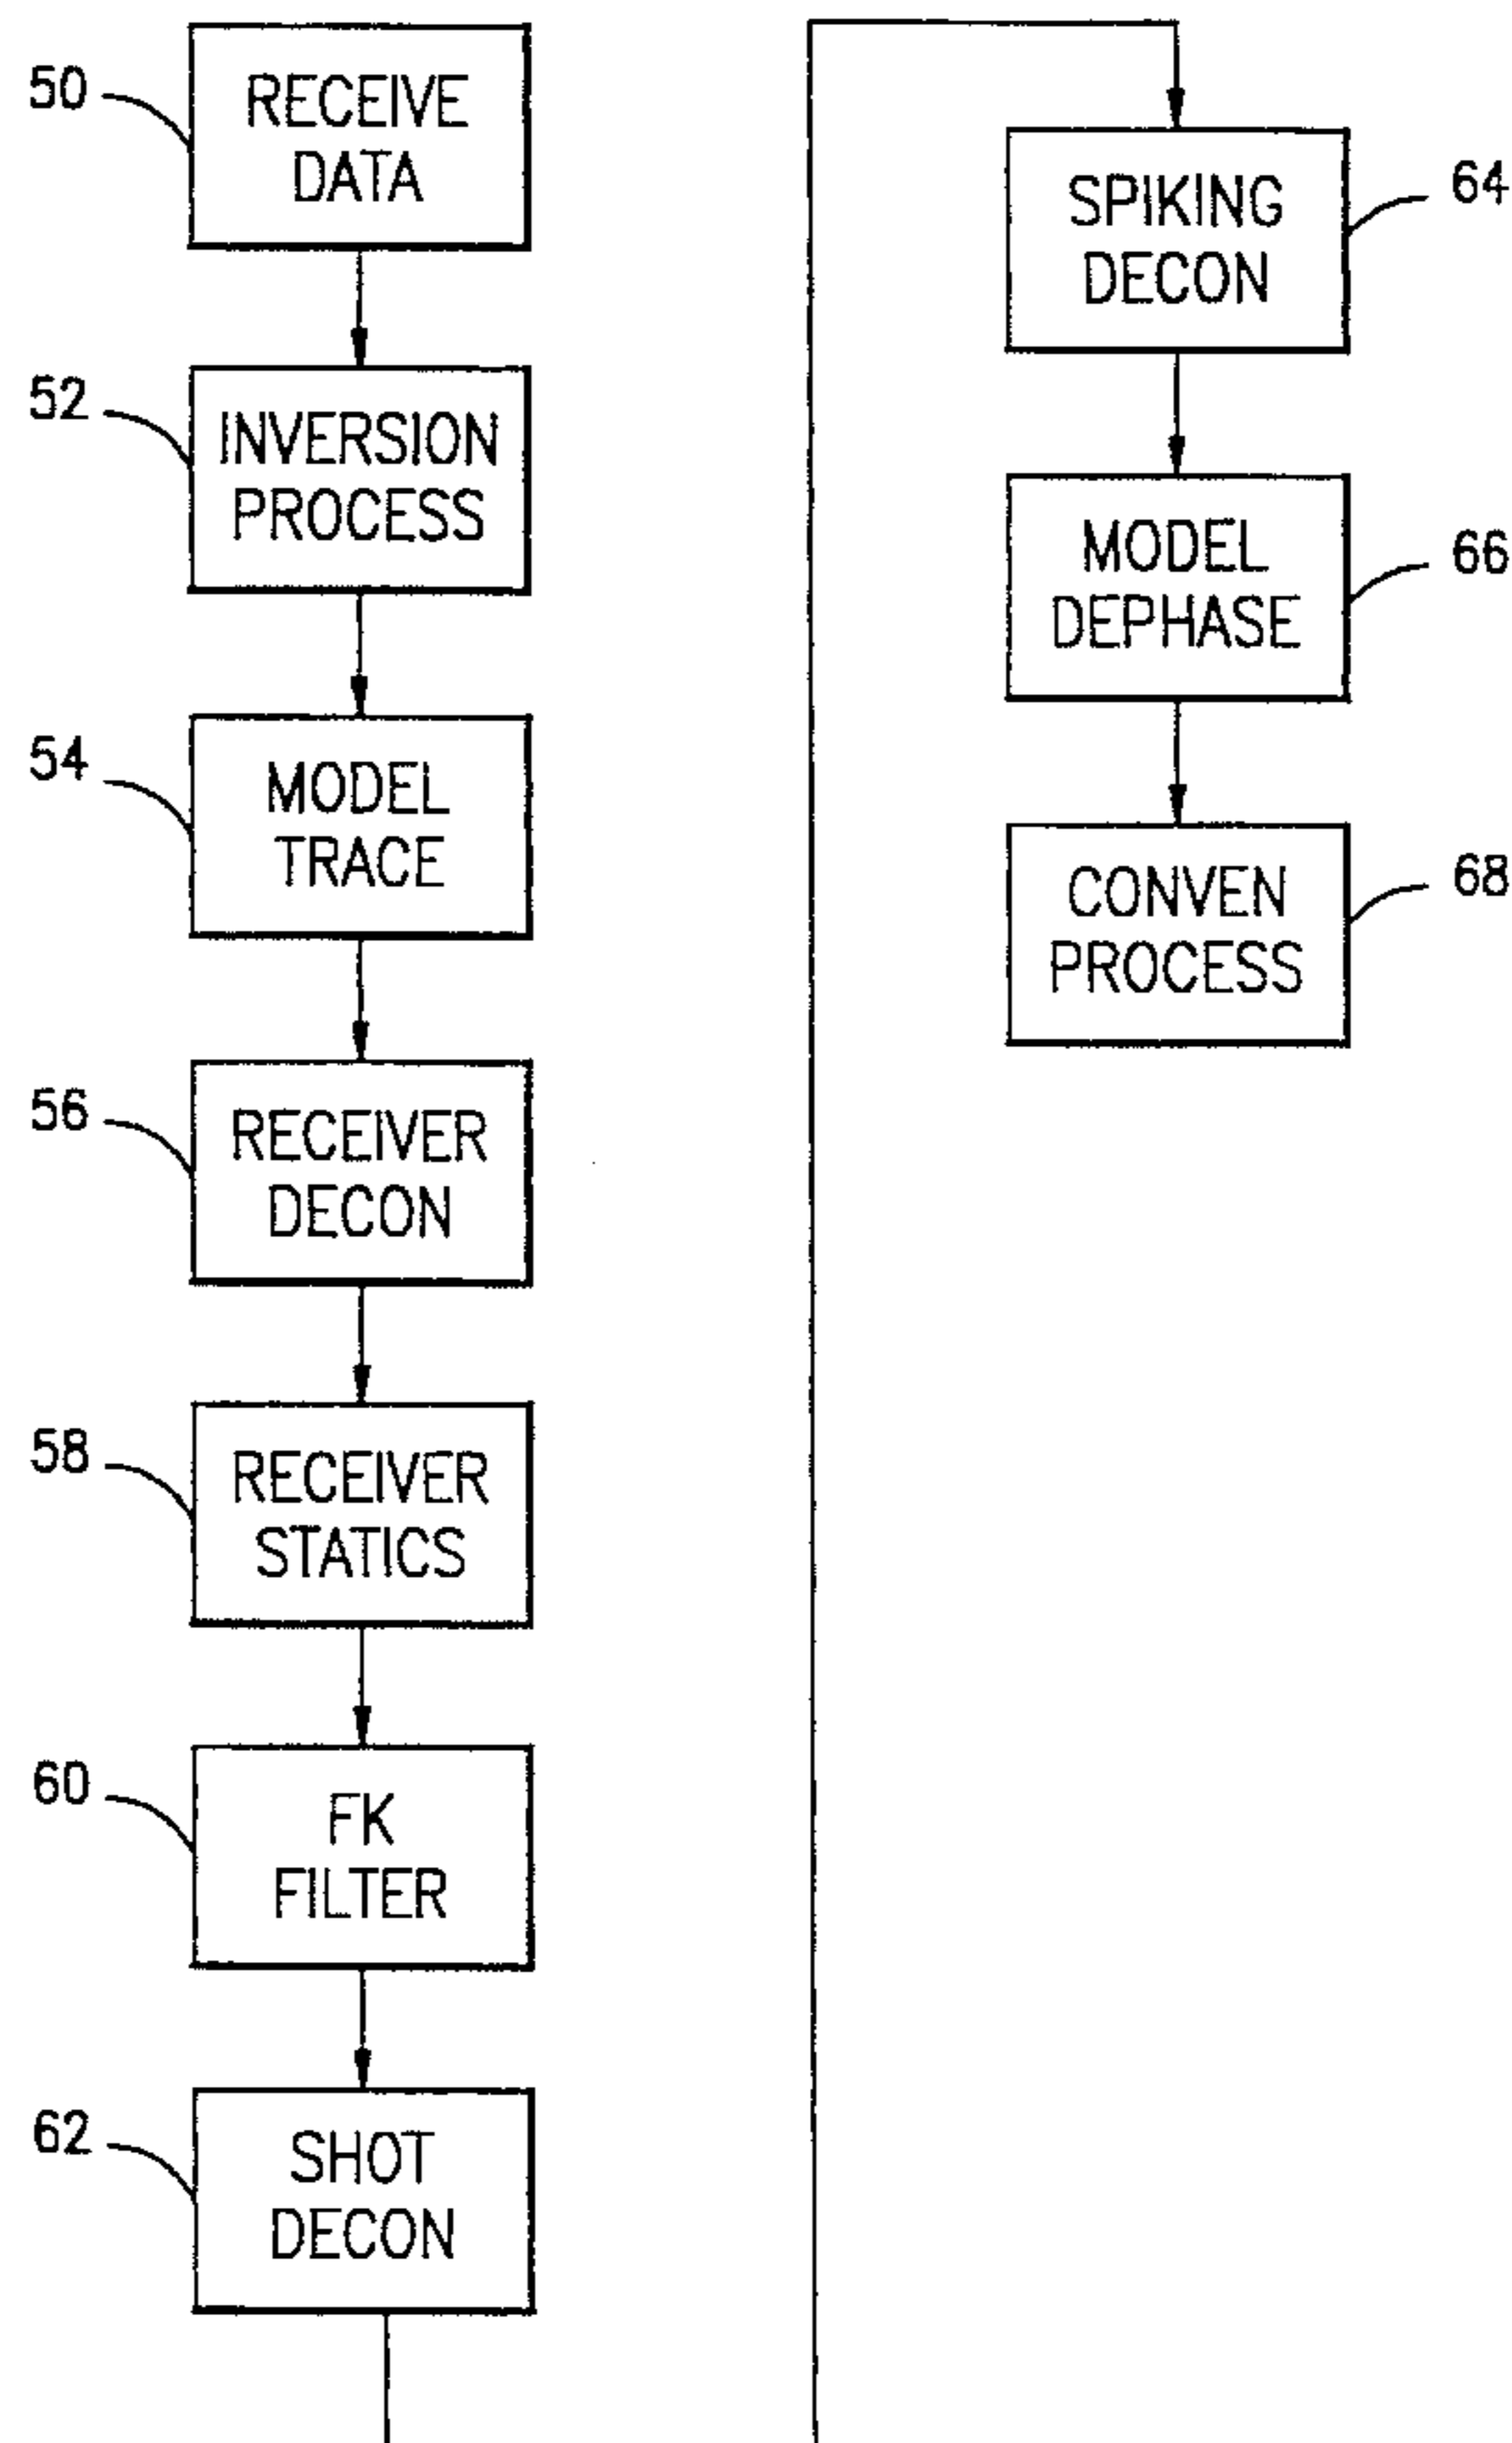 50
RECEIVE
DATA
52
INVERSION
PROCESS
54
MODEL
TRACE
56
RECEIVER
DECON
58
RECEIVER
STATICS
60
FK
FILTER
62
SHOT
DECON
64
SPIKING
DECON
66
MODEL
DEPHASE
68
CONVEN
PROCESS